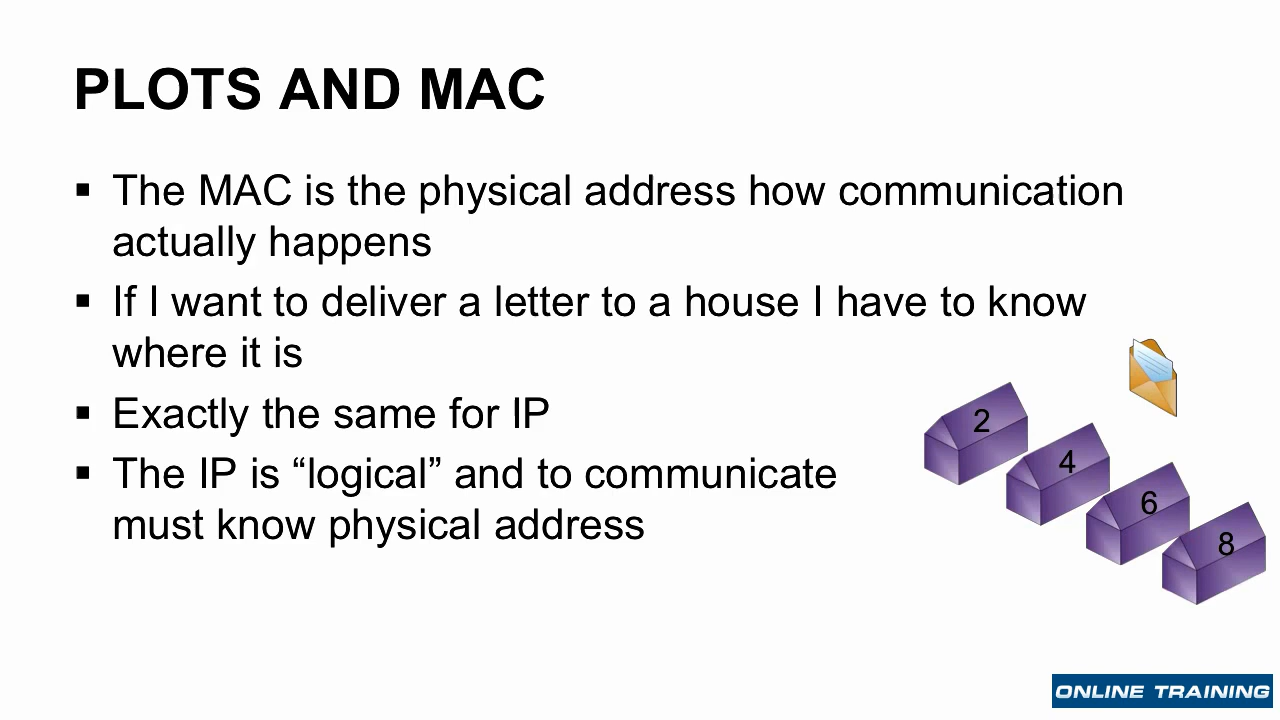 PLOTS AND MAC
▪ The MAC is the physical address how communication
actually happens
▪ If I want to deliver a letter to a house I have to know
where it is
▪ Exactly the same for IP
▪ The IP is “logical” and to communicate
must know physical address
2
4
6
8
ONLINE TRAINING